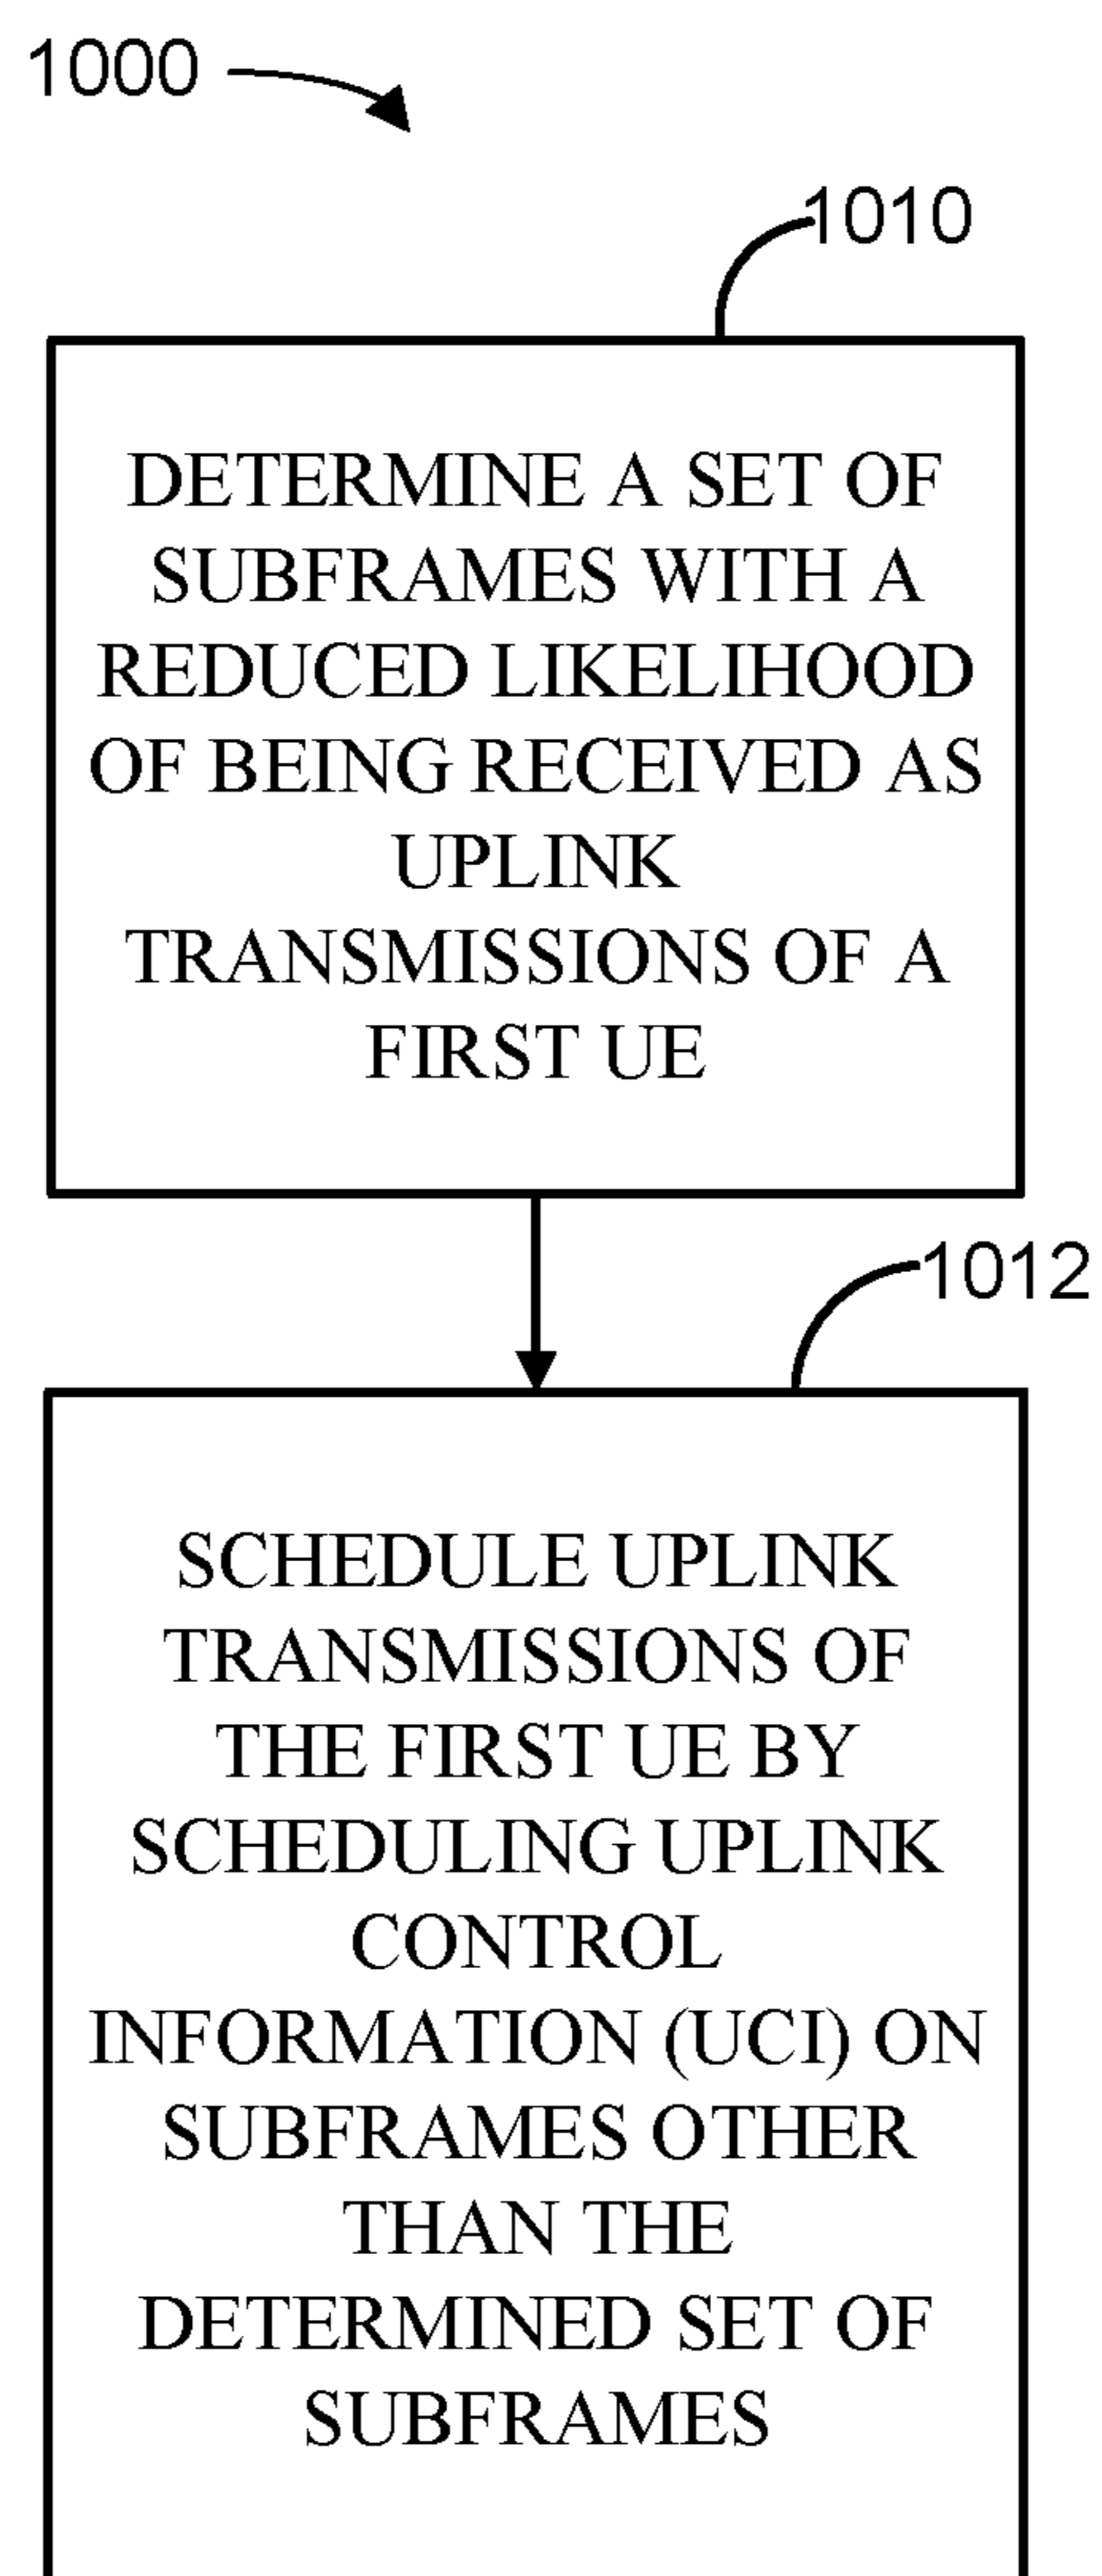 1000
1010
DETERMINE A SET OF
SUBFRAMES WITH A
REDUCED LIKELIHOOD
OF BEING RECEIVED AS
UPLINK
TRANSMISSIONS OF A
FIRST UE
1012
SCHEDULE UPLINK
TRANSMISSIONS OF
THE FIRST UE BY
SCHEDULING UPLINK
CONTROL
INFORMATION (UCI) ON
SUBFRAMES OTHER
THAN THE
DETERMINED SET OF
SUBFRAMES